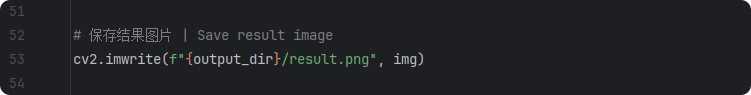 51
52 # 保存结果图片 | Save result image
53 cv2.imwrite(f"{output_dir}/result.png", img)
54